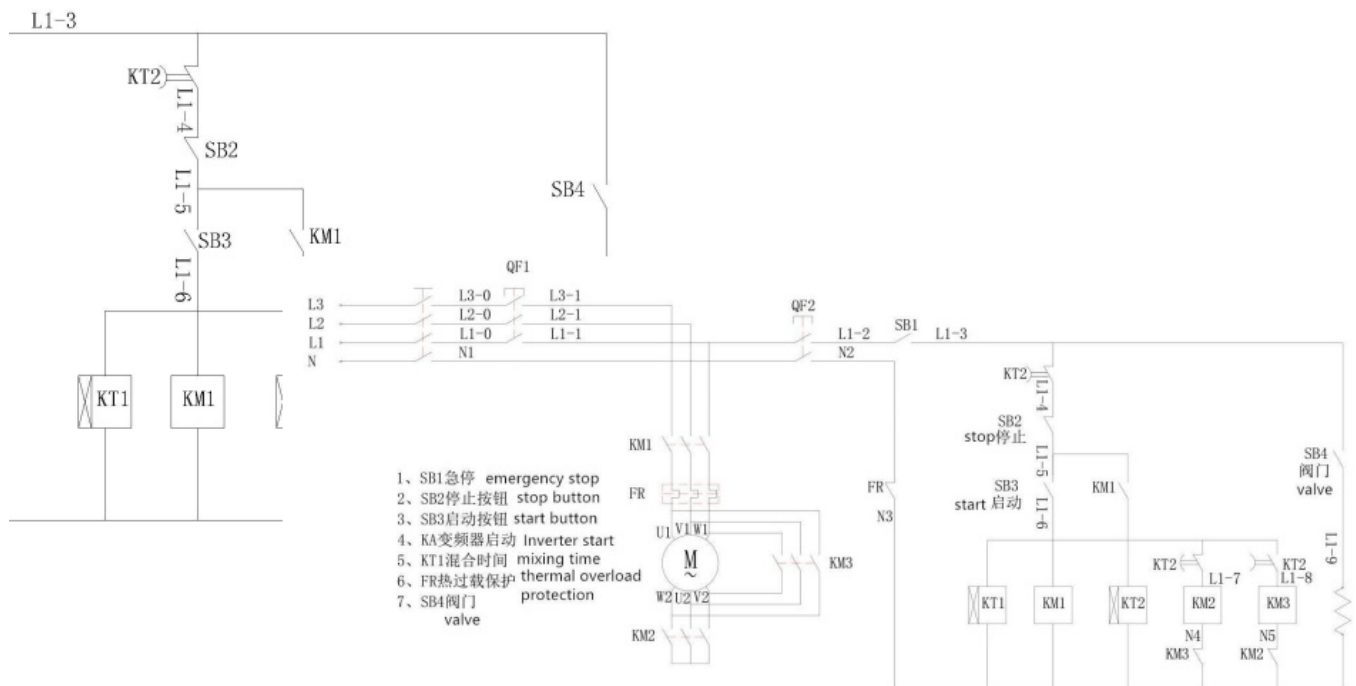 L1-3
KT2
L1-4
SB2
L1-5
SB4
SB3
KM1
L1-6
KT1
KM1
QF1
L3
L3-0
L3-1
L2
L2-0
L2-1
L1
L1-0
L1-1
N
N1
QF2
L1-2
SB1
L1-3
N2
KT2
L1-4
SB2
stop停止
L1-5
SB3
start 启动
KM1
L1-6
SB4
阀门
valve
L1-9
KM1
FR
FR
N3
U1 V1 W1
M
~
W2 U2 V2
KM3
KM2
1、SB1急停 emergency stop
2、SB2停止按钮 stop button
3、SB3启动按钮 start button
4、KA变频器启动 Inverter start
5、KT1混合时间 mixing time
6、FR热过载保护 thermal overload
protection
7、SB4阀门
valve
KT2
L1-7
KT2
L1-8
KT1
KM1
KT2
KM2
KM3
N4
N5
KM3
KM2